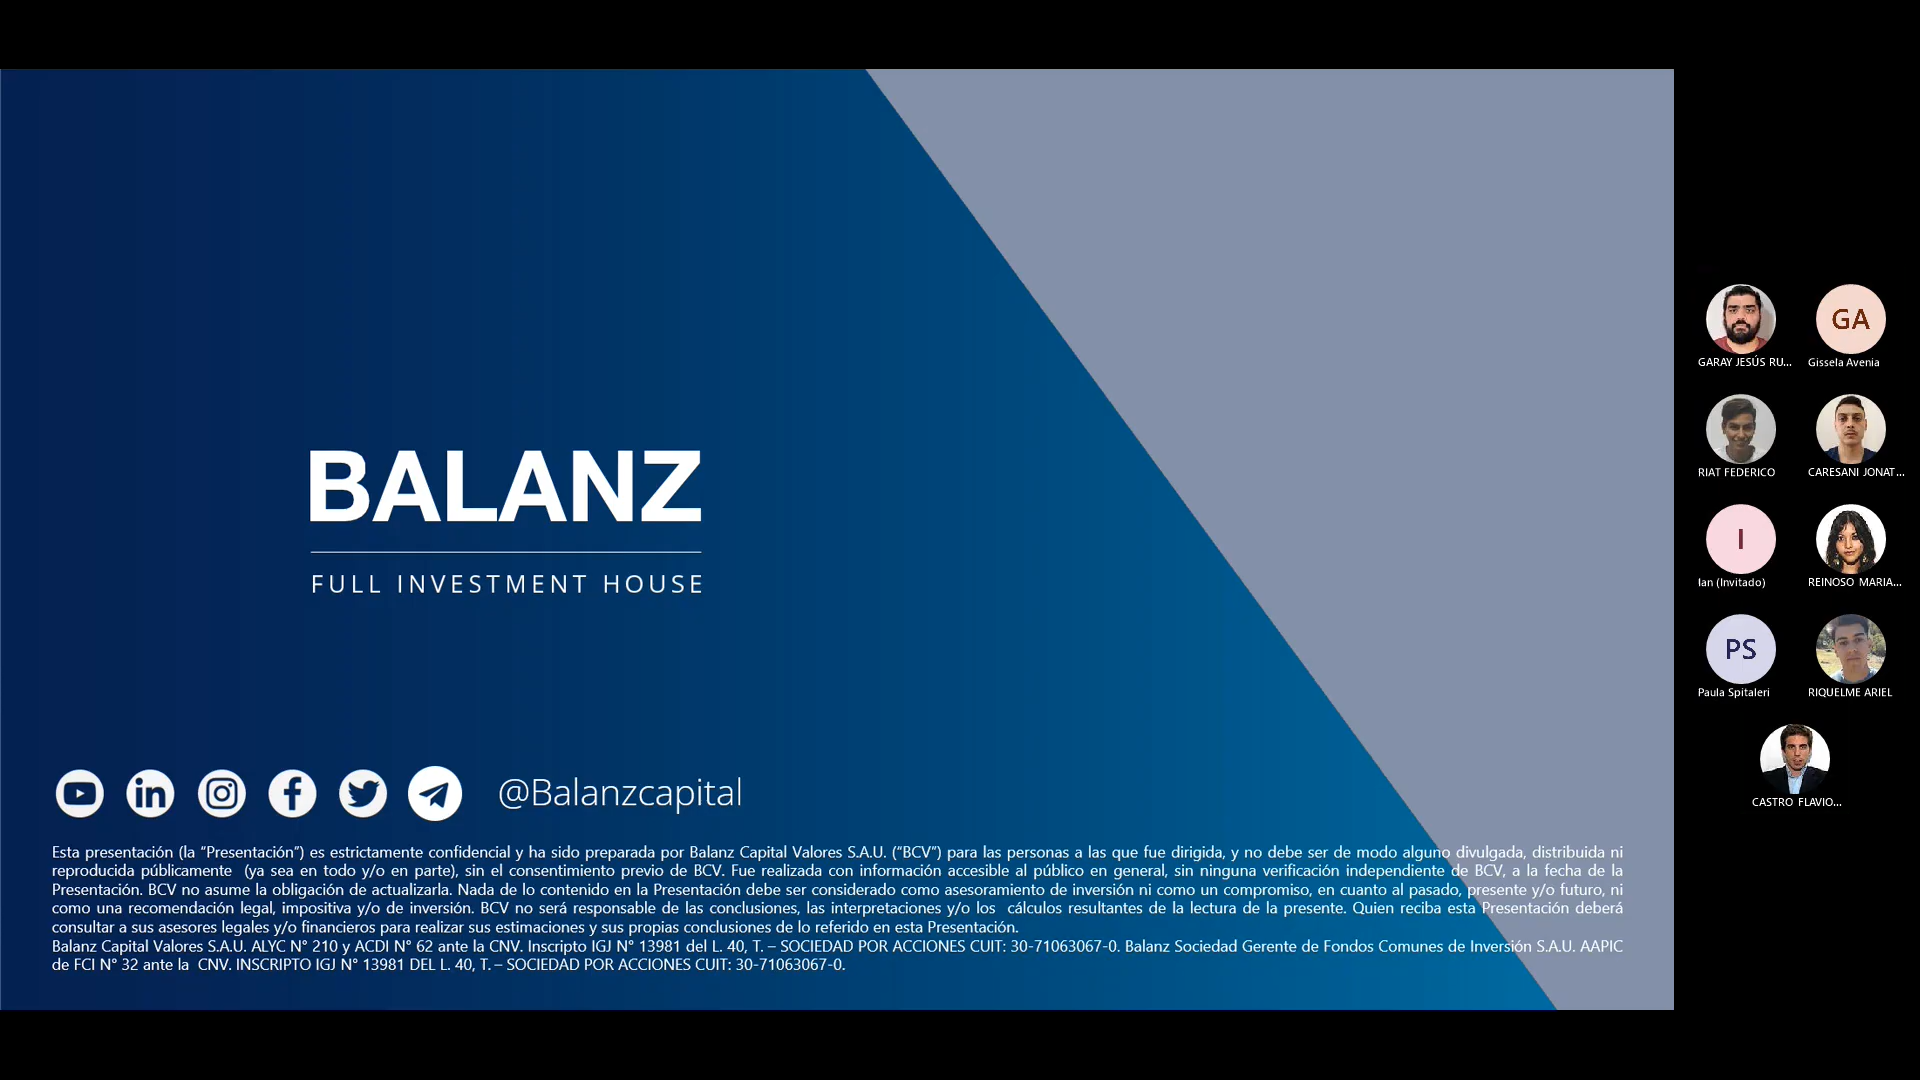 BALANZ
FULL INVESTMENT HOUSE
@Balanzcapital
Esta presentación (la “Presentación”) es estrictamente confidencial y ha sido preparada por Balanz Capital Valores S.A.U. (“BCV”) para las personas a las que fue dirigida, y no debe ser de modo alguno divulgada, distribuida ni
reproducida públicamente (ya sea en todo y/o en parte), sin el consentimiento previo de BCV. Fue realizada con información accesible al público en general, sin ninguna verificación independiente de BCV, a la fecha de la
Presentación. BCV no asume la obligación de actualizarla. Nada de lo contenido en la Presentación debe ser considerado como asesoramiento de inversión ni como un compromiso, en cuanto al pasado, presente y/o futuro, ni
como una recomendación legal, impositiva y/o de inversión. BCV no será responsable de las conclusiones, las interpretaciones y/o los cálculos resultantes de la lectura de la presente. Quien reciba esta Presentación deberá
consultar a sus asesores legales y/o financieros para realizar sus estimaciones y sus propias conclusiones de lo referido en esta Presentación.
Balanz Capital Valores S.A.U. ALYC N° 210 y ACDI N° 62 ante la CNV. Inscripto IGJ N° 13981 del L. 40, T. – SOCIEDAD POR ACCIONES CUIT: 30-71063067-0. Balanz Sociedad Gerente de Fondos Comunes de Inversión S.A.U. AAPIC
de FCI N° 32 ante la CNV. INSCRIPTO IGJ N° 13981 DEL L. 40, T. – SOCIEDAD POR ACCIONES CUIT: 30-71063067-0.
GA
GARAY JESÚS RU...
Gissela Avenia
RIAT FEDERICO
CARESANI JONAT...
I
Ian (Invitado)
REINOSO MARIA...
PS
Paula Spitaleri
RIQUELME ARIEL
CASTRO FLAVIO...